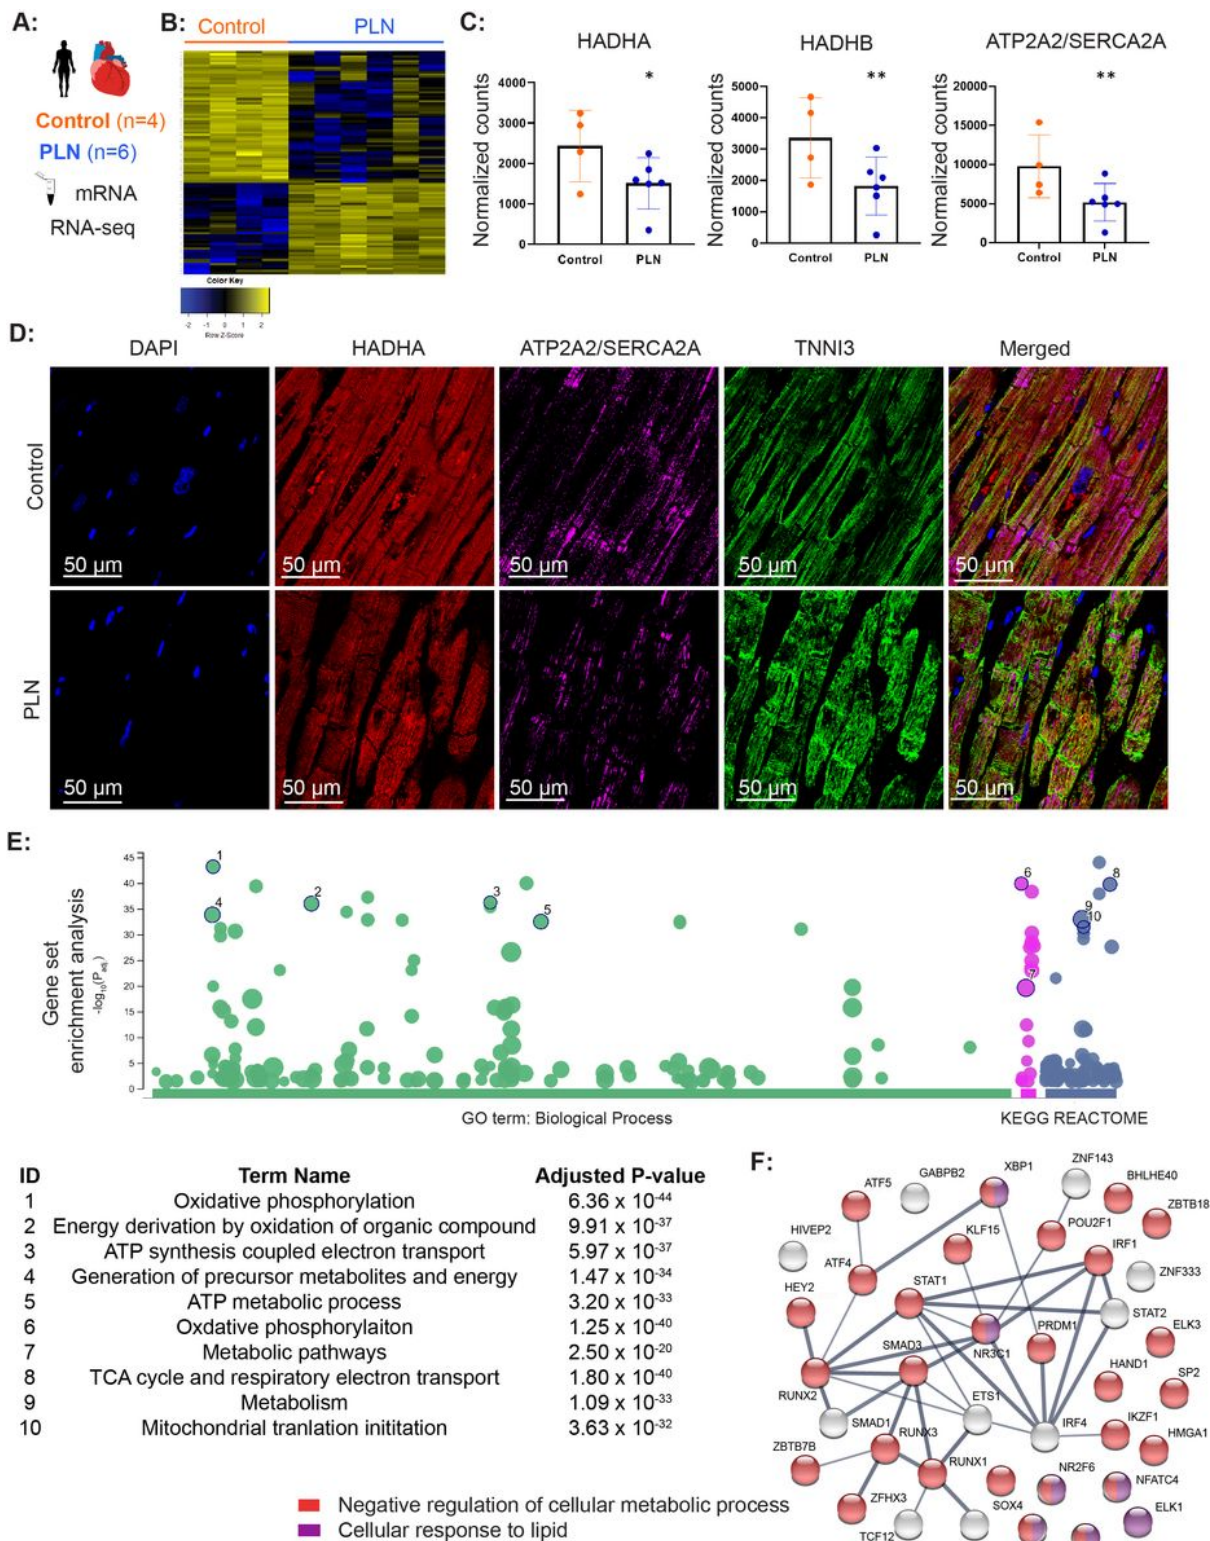 A:
Control (n=4)
PLN (n=6)
mRNA
RNA-seq
B:
Control PLN
Color Key
-2 -1 0 1 2
Row Z-Score
C:
HADHA
*
Normalized counts
4000
3000
2000
1000
0
Control PLN
HADHB
**
Normalized counts
5000
4000
3000
2000
1000
0
Control PLN
ATP2A2/SERCA2A
**
Normalized counts
20000
15000
10000
5000
0
Control PLN
D:
DAPI HADHA ATP2A2/SERCA2A TNNI3 Merged
Control
50 µm 50 µm 50 µm 50 µm 50 µm
PLN
50 µm 50 µm 50 µm 50 µm 50 µm
E:
Gene set
enrichment analysis
-log10(Padj)
45
40
35
30
25
20
15
10
5
0
1
2
3
4
5
6
7
8
9
10
GO term: Biological Process KEGG REACTOME
ID Term Name Adjusted P-value
1 Oxidative phosphorylation 6.36 x 10-44
2 Energy derivation by oxidation of organic compound 9.91 x 10-37
3 ATP synthesis coupled electron transport 5.97 x 10-37
4 Generation of precursor metabolites and energy 1.47 x 10-34
5 ATP metabolic process 3.20 x 10-33
6 Oxdative phosphorylaiton 1.25 x 10-40
7 Metabolic pathways 2.50 x 10-20
8 TCA cycle and respiratory electron transport 1.80 x 10-40
9 Metabolism 1.09 x 10-33
10 Mitochondrial tranlation inititation 3.63 x 10-32
Negative regulation of cellular metabolic process
Cellular response to lipid
F:
ZNF143
XBP1
GABPB2
BHLHE40
ATF5
ZBTB18
KLF15
POU2F1
HIVEP2
IRF1
ATF4
ZNF333
HEY2
STAT1
STAT2
PRDM1
ELK3
SMAD3
NR3C1
HAND1
SP2
RUNX2
ETS1
SMAD1
IRF4
IKZF1
RUNX3
HMGA1
ZBTB7B
RUNX1
NR2F6
NFATC4
ZFHX3
SOX4
ELK1
TCF12